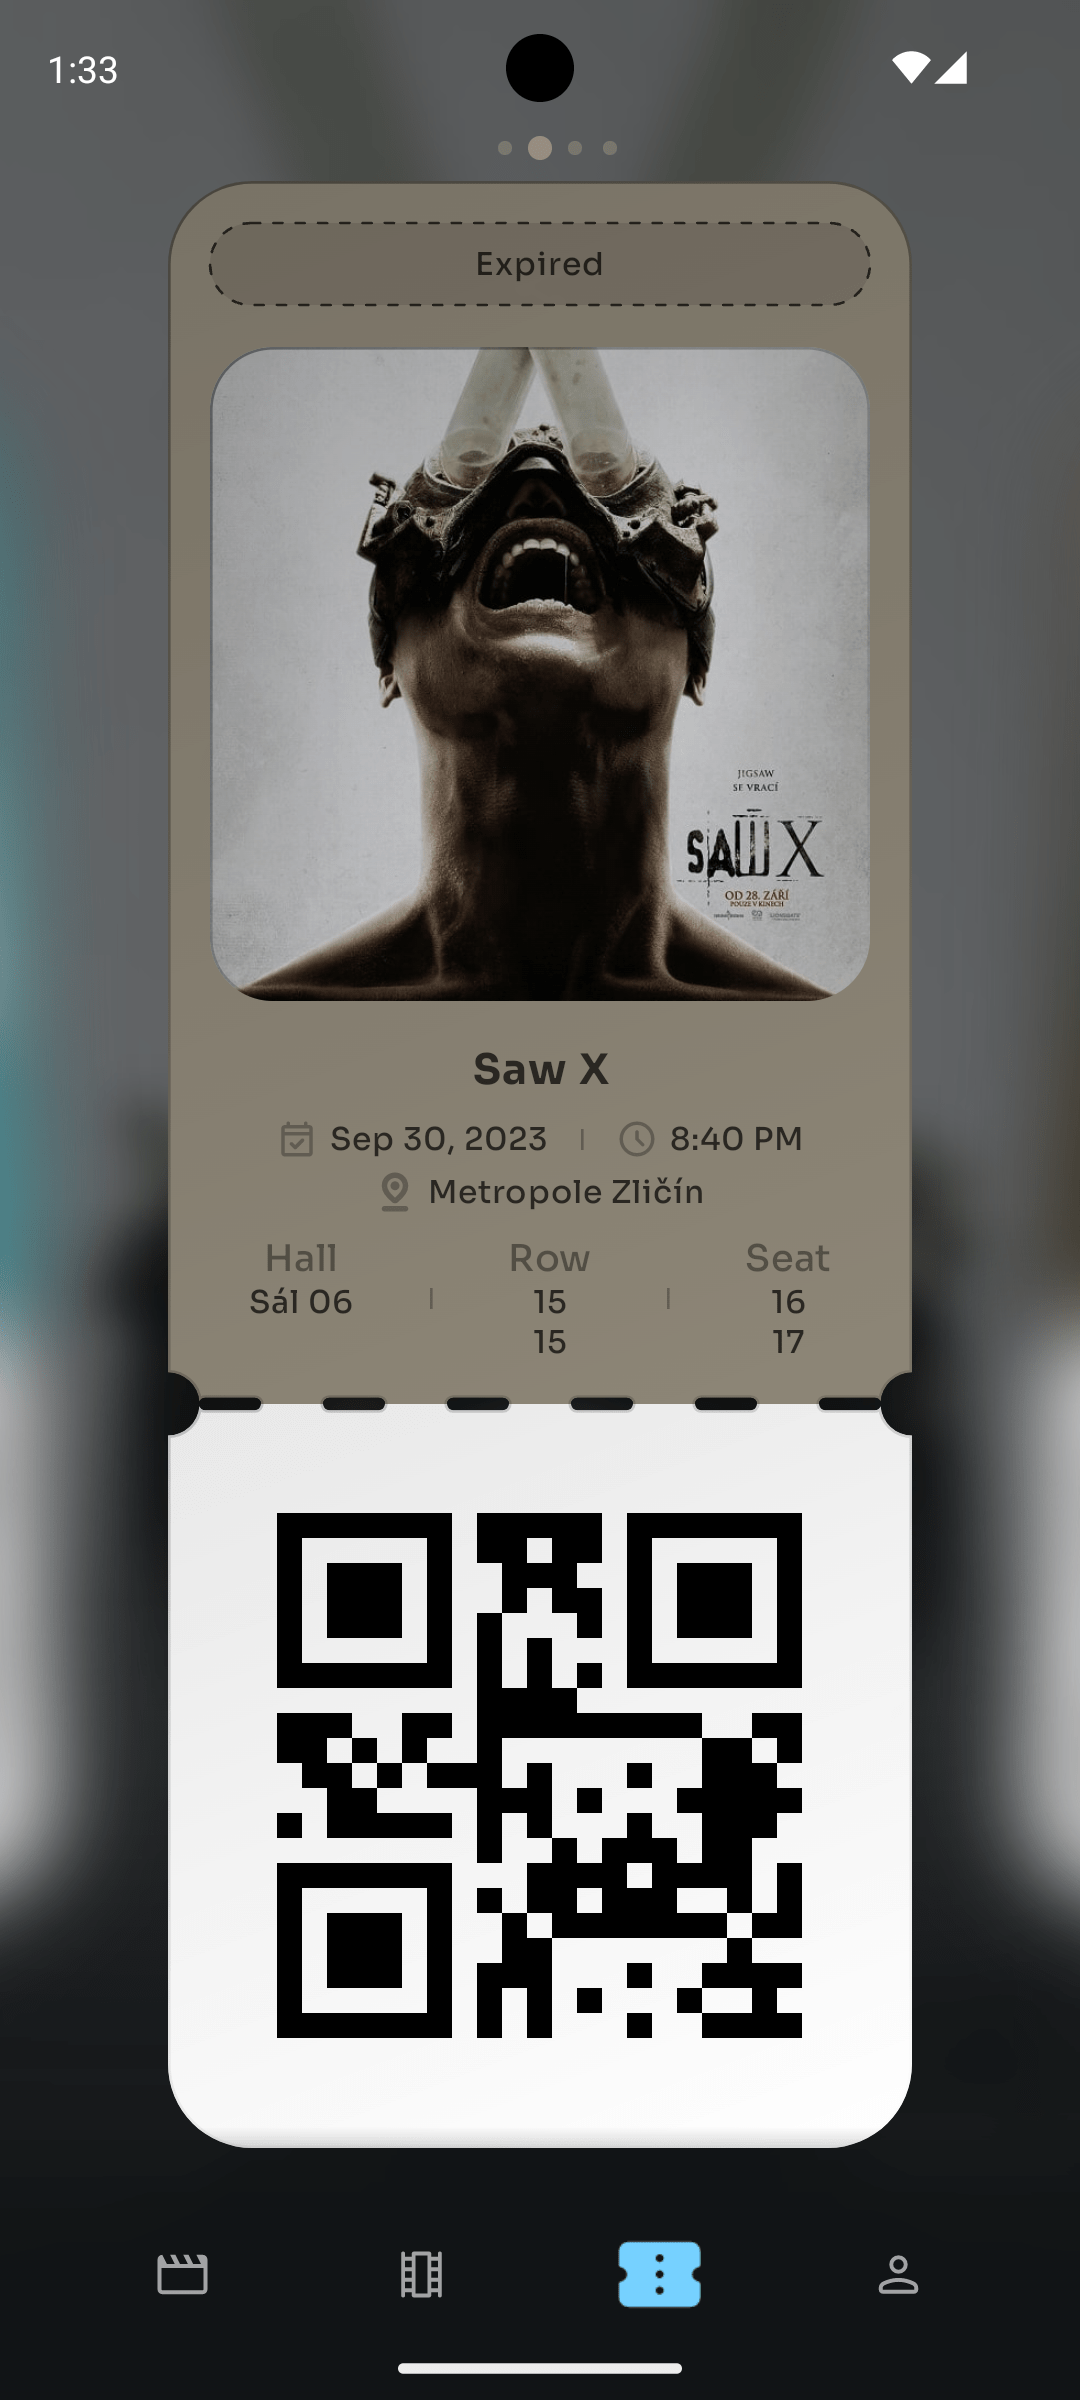 1:33
Expired
JIGSAW
SE VRACÍ
SAW X
OD 28. ZÁŘÍ
POUZE V KINECH
Saw X
Sep 30, 2023 | 8:40 PM
Metropole Zličín
Hall Row Seat
Sál 06 | 15 | 16
15 17